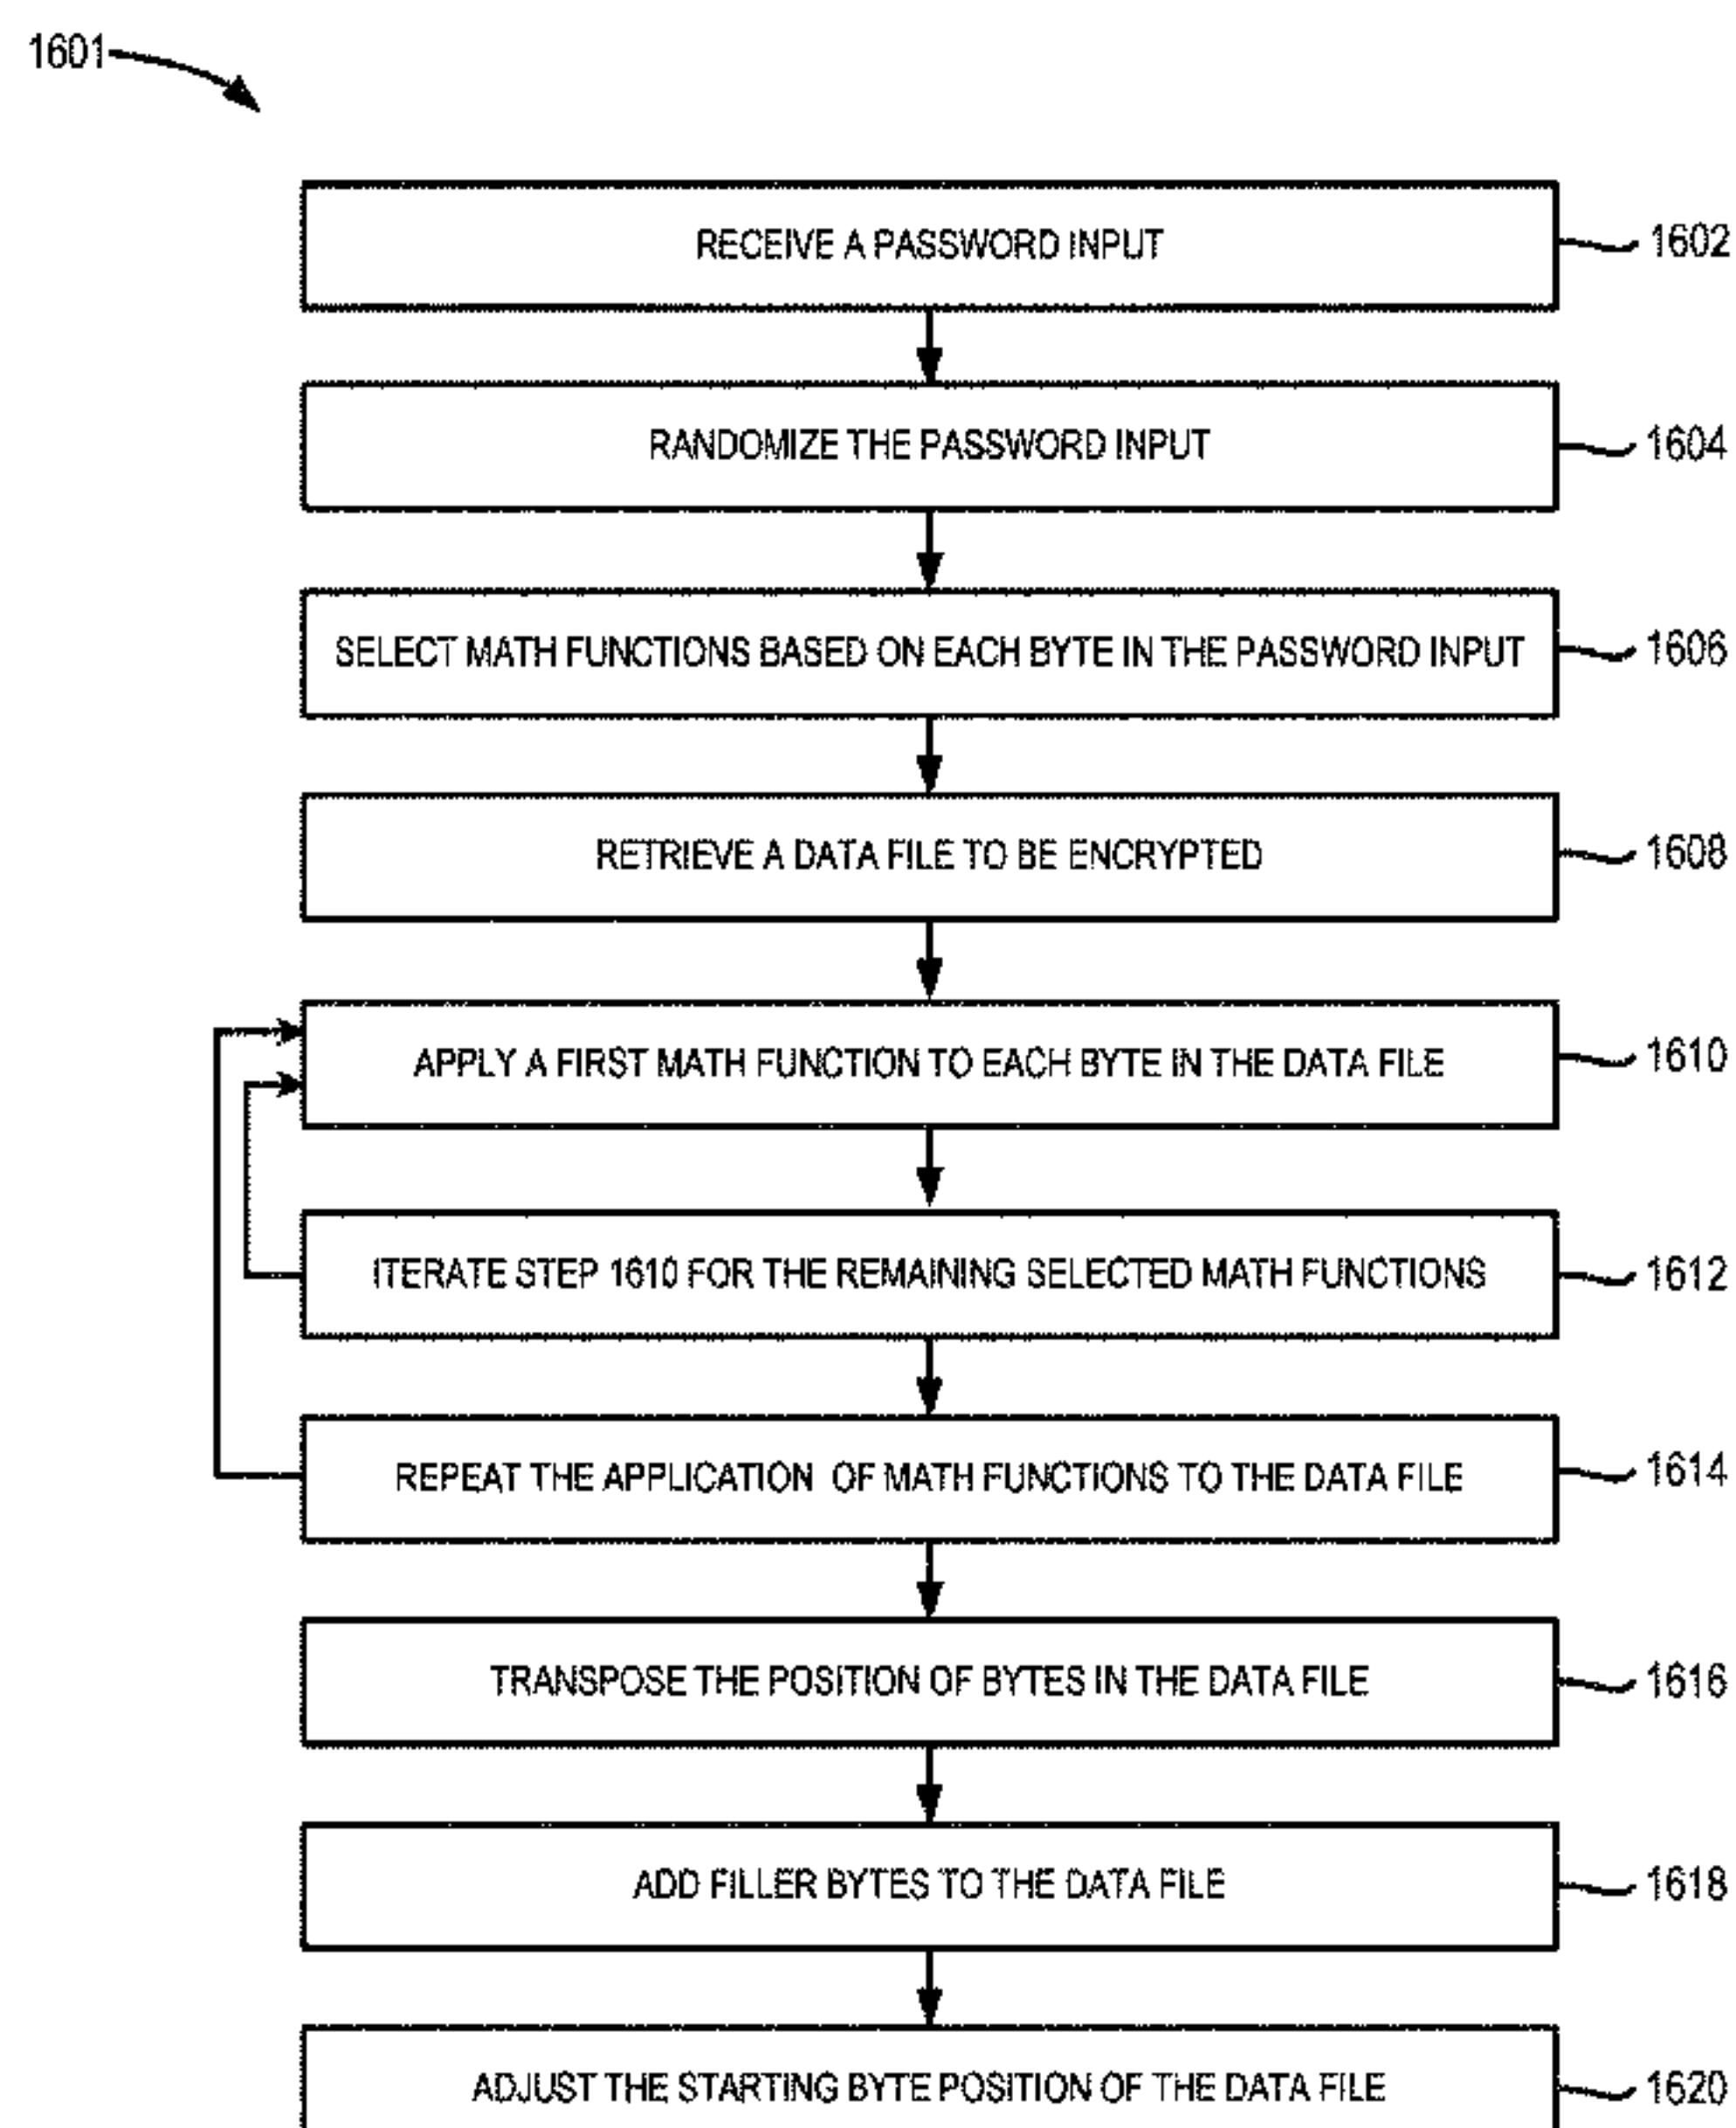 1601
RECEIVE A PASSWORD INPUT
1602
RANDOMIZE THE PASSWORD INPUT
1604
SELECT MATH FUNCTIONS BASED ON EACH BYTE IN THE PASSWORD INPUT
1606
RETRIEVE A DATA FILE TO BE ENCRYPTED
1608
APPLY A FIRST MATH FUNCTION TO EACH BYTE IN THE DATA FILE
1610
ITERATE STEP 1610 FOR THE REMAINING SELECTED MATH FUNCTIONS
1612
REPEAT THE APPLICATION OF MATH FUNCTIONS TO THE DATA FILE
1614
TRANSPOSE THE POSITION OF BYTES IN THE DATA FILE
1616
ADD FILLER BYTES TO THE DATA FILE
1618
ADJUST THE STARTING BYTE POSITION OF THE DATA FILE
1620